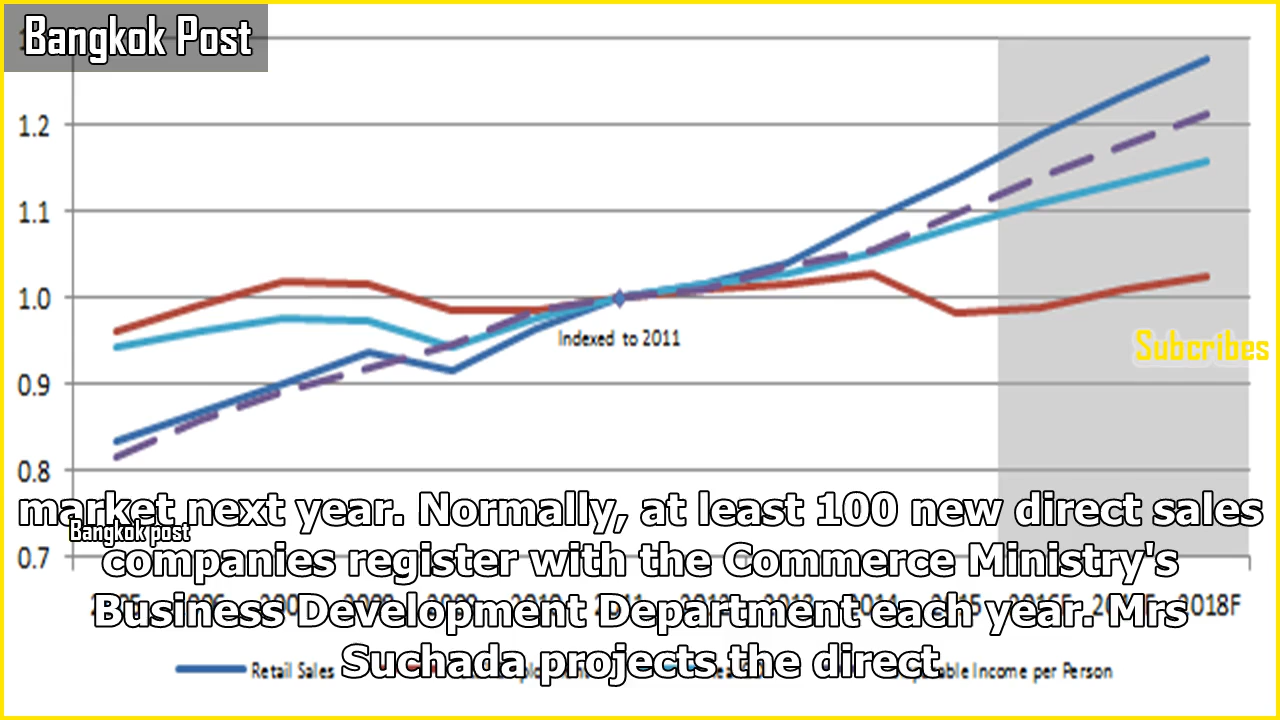 Bangkok Post
1.2
1.1
1.0
Indexed to 2011
Subcribes
0.9
0.8
market next year. Normally, at least 100 new direct sales
Bangkok post
0.7
companies register with the Commerce Ministry's
2011 2014 2018F
Business Development Department each year. Mrs
Retail Sales Income per Person
Suchada projects the direct